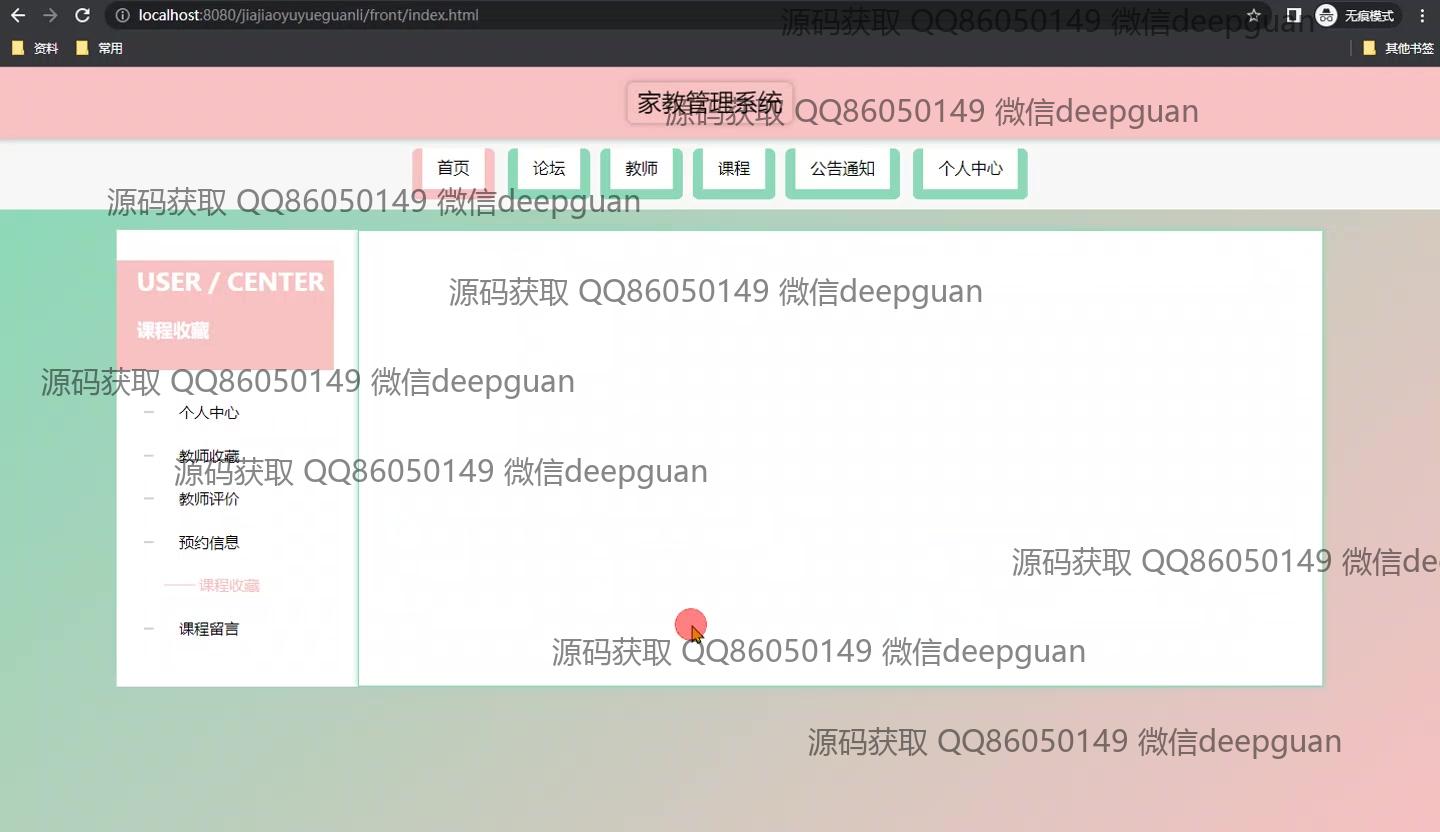 localhost:8080/jiajiaoyuyueguanli/front/index.html
无痕模式
源码获取 QQ86050149 微信deepguan
资料 常用 其他书签
家教管理系统
源码获取 QQ86050149 微信deepguan
首页 论坛 教师 课程 公告通知 个人中心
源码获取 QQ86050149 微信deepguan
USER / CENTER
源码获取 QQ86050149 微信deepguan
课程收藏
源码获取 QQ86050149 微信deepguan
个人中心
教师收藏
源码获取 QQ86050149 微信deepguan
教师评价
预约信息
源码获取 QQ86050149 微信de
课程收藏
课程留言
源码获取 QQ86050149 微信deepguan
源码获取 QQ86050149 微信deepguan